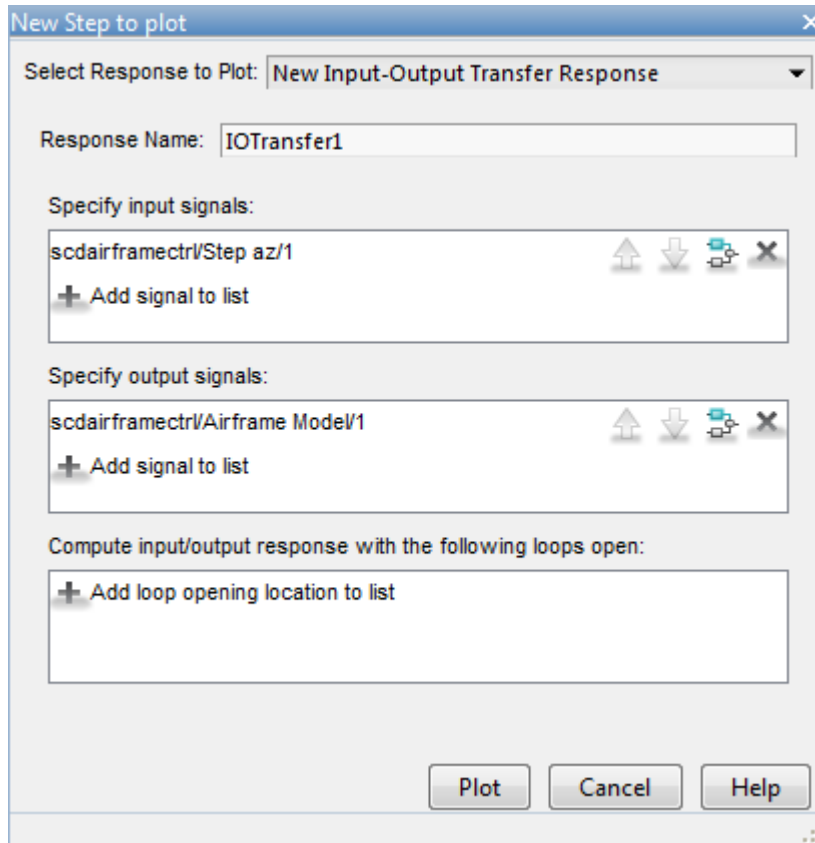 New Step to plot
Select Response to Plot: New Input-Output Transfer Response
Response Name: IOTransfer1
Specify input signals:
scdairframectrl/Step az/1
Add signal to list
Specify output signals:
scdairframectrl/Airframe Model/1
Add signal to list
Compute input/output response with the following loops open:
Add loop opening location to list
Plot Cancel Help